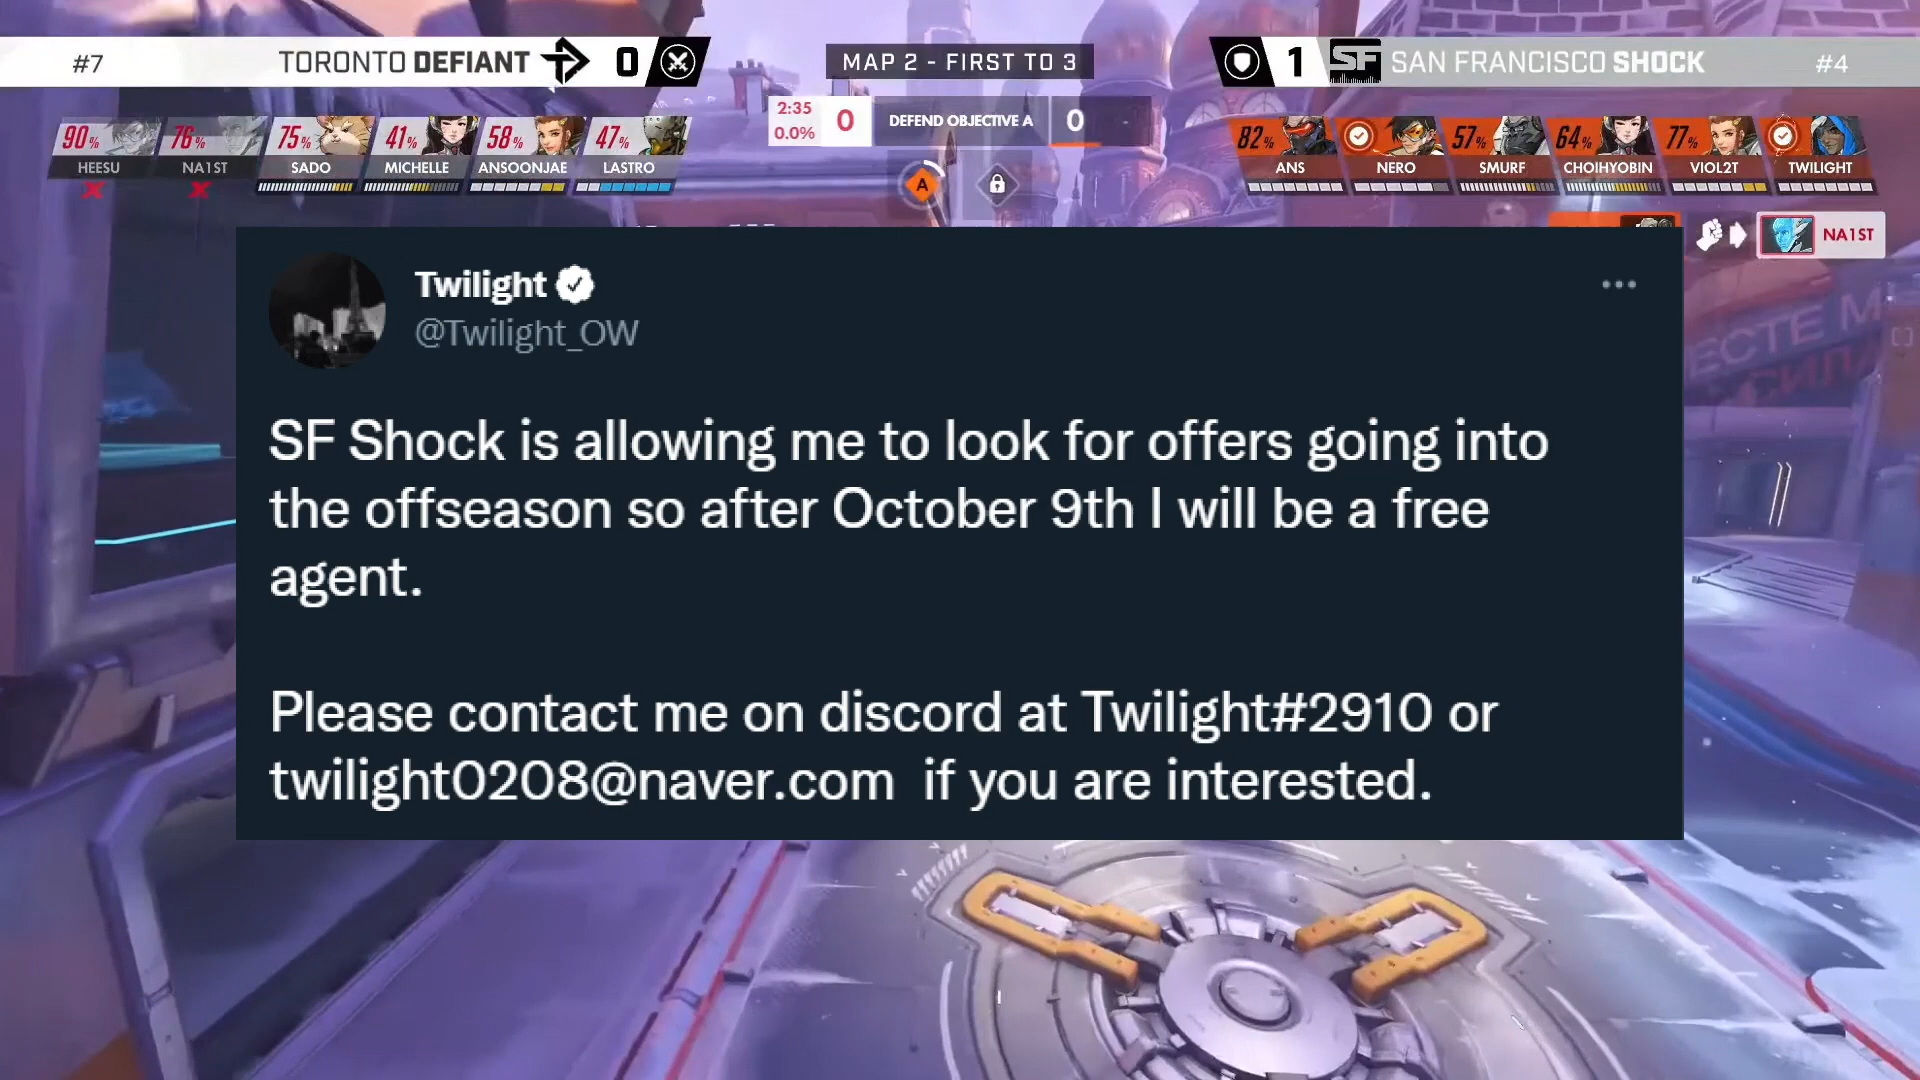 #7 TORONTO DEFIANT 0
MAP 2 - FIRST TO 3
1 SF SAN FRANCISCO SHOCK #4
2:35
0.0%
0 DEFEND OBJECTIVE A 0
A
90% 76% 75% 41% 58% 47%
HEESU NA1ST SADO MICHELLE ANSOONJAE LASTRO
82% 57% 64% 77%
ANS NERO SMURF CHOIHYOBIN VIOL2T TWILIGHT
NA1ST
ЕСТЕ
Twilight
@Twilight_OW
SF Shock is allowing me to look for offers going into
the offseason so after October 9th I will be a free
agent.
Please contact me on discord at Twilight#2910 or
twilight0208@naver.com if you are interested.